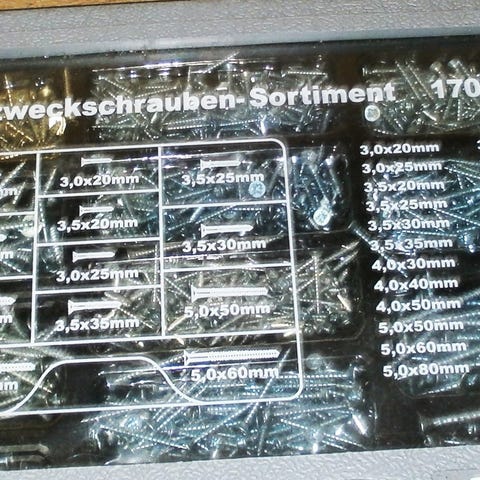 zweckschrauben-Sortiment 170
3,0x20mm
3,5x25mm
3,5x20mm
3,5x30mm
3,0x25mm
5,0x50mm
3,5x35mm
5,0x60mm
3,0x20mm
3,0x25mm
3,5x20mm
3,5x25mm
3,5x30mm
3,5x35mm
4,0x30mm
4,0x40mm
4,0x50mm
5,0x50mm
5,0x60mm
5,0x80mm